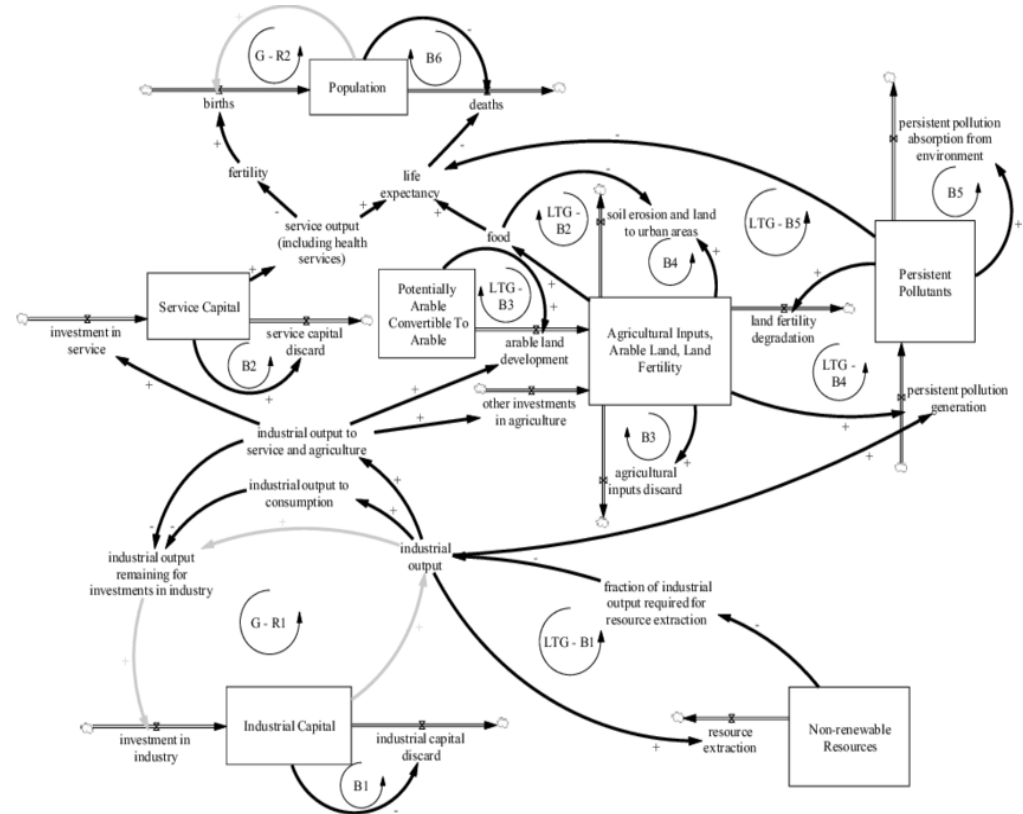 +
G - R2
-
B6
Population
births
deaths
+
fertility
-
life
expectancy
-
-
-
service output
(including health
services)
+
+
food
LTG -
B2
soil erosion and land
to urban areas
LTG - B5
persistent pollution
absorption from
environment
B5
+
+
Service Capital
investment in
service
service capital
discard
B2
+
+
Potentially
Arable
Convertible To
Arable
LTG -
B3
+
+
arable land
development
B4
+
Agricultural Inputs,
Arable Land, Land
Fertility
+
land fertility
degradation
Persistent
Pollutants
LTG -
B4
+
persistent pollution
generation
+
+
other investments
in agriculture
B3
+
agricultural
inputs discard
+
industrial output to
service and agriculture
industrial output to
consumption
-
-
+
+
+
industrial output
remaining for
investments in industry
industrial
output
-
fraction of industrial
output required for
resource extraction
-
G - R1
LTG - B1
+
+
Industrial Capital
investment in
industry
industrial capital
discard
B1
-
+
resource
extraction
Non-renewable
Resources